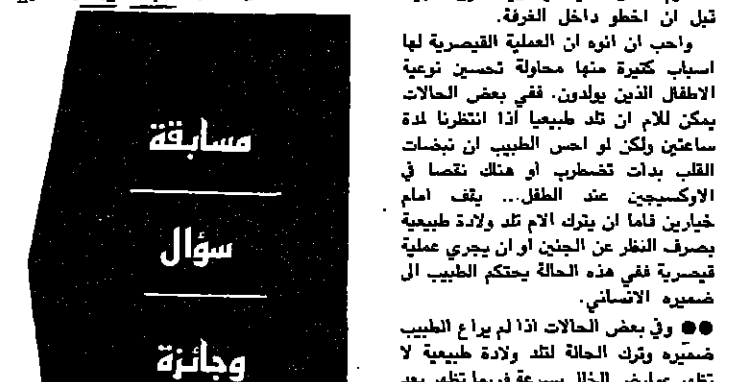 قبل ان اخطو داخل الغرفة.
واحب ان انوه ان العملية القيصرية لها
اسباب كثيرة منها محاولة تحسين نوعية
الاطفال الذين يولدون. ففي بعض الحالات
يمكن للام ان تلد طبيعيا اذا انتظرنا لمدة
ساعتين ولكن لو احس الطبيب ان نبضات
القلب بدأت تضطرب او هناك نقصا في
الاوكسيجين عند الطفل... يقف امام
خيارين فاما ان يترك الام تلد ولادة طبيعية
بصرف النظر عن الجنين او ان يجري عملية
قيصرية ففي هذه الحالة يحتكم الطبيب الى
ضميره الانساني.
●● وفي بعض الحالات اذا لم يراع الطبيب
ضميره وترك الحالة لتلد ولادة طبيعية لا
مسابقة
سؤال
وجائزة